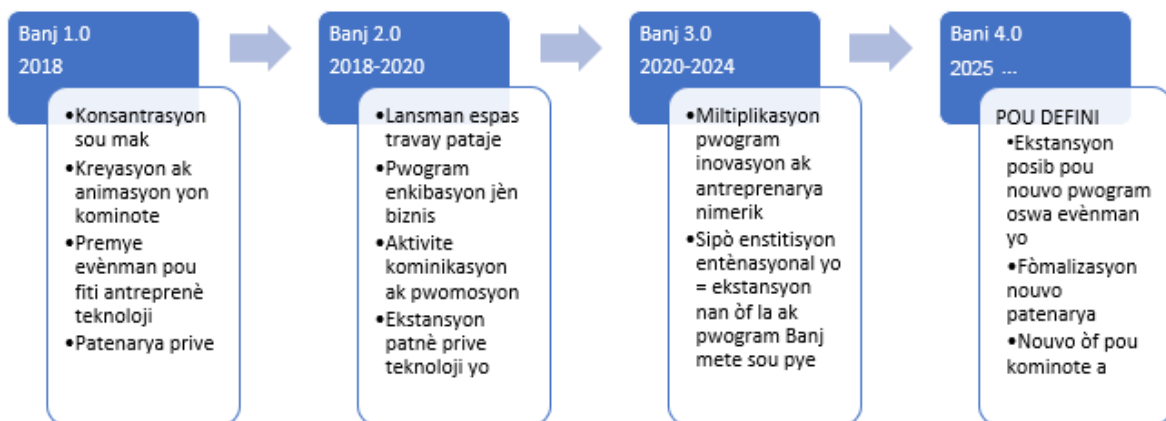 Banj 1.0
2018
•Konsantrasyon
sou mak
•Kreyasyon ak
animasyon yon
kominote
•Premye
evènman pou
fiti antreprenè
teknoloji
•Patenarya prive
Banj 2.0
2018-2020
•Lansman espas
travay pataje
•Pwogram
enkibasyon jèn
biznis
•Aktivite
kominikasyon
ak pwomosyon
•Ekstansyon
patnè prive
teknoloji yo
Banj 3.0
2020-2024
•Miltiplikasyon
pwogram
inovasyon ak
antreprenarya
nimerik
•Sipò enstitisyon
entènasyonal yo
= ekstansyon
nan òf la ak
pwogram Banj
mete sou pye
Bani 4.0
2025 ...
POU DEFINI
•Ekstansyon
posib pou
nouvo pwogram
oswa evènman
yo
•Fòmalizasyon
nouvo
patenarya
•Nouvo òf pou
kominote a